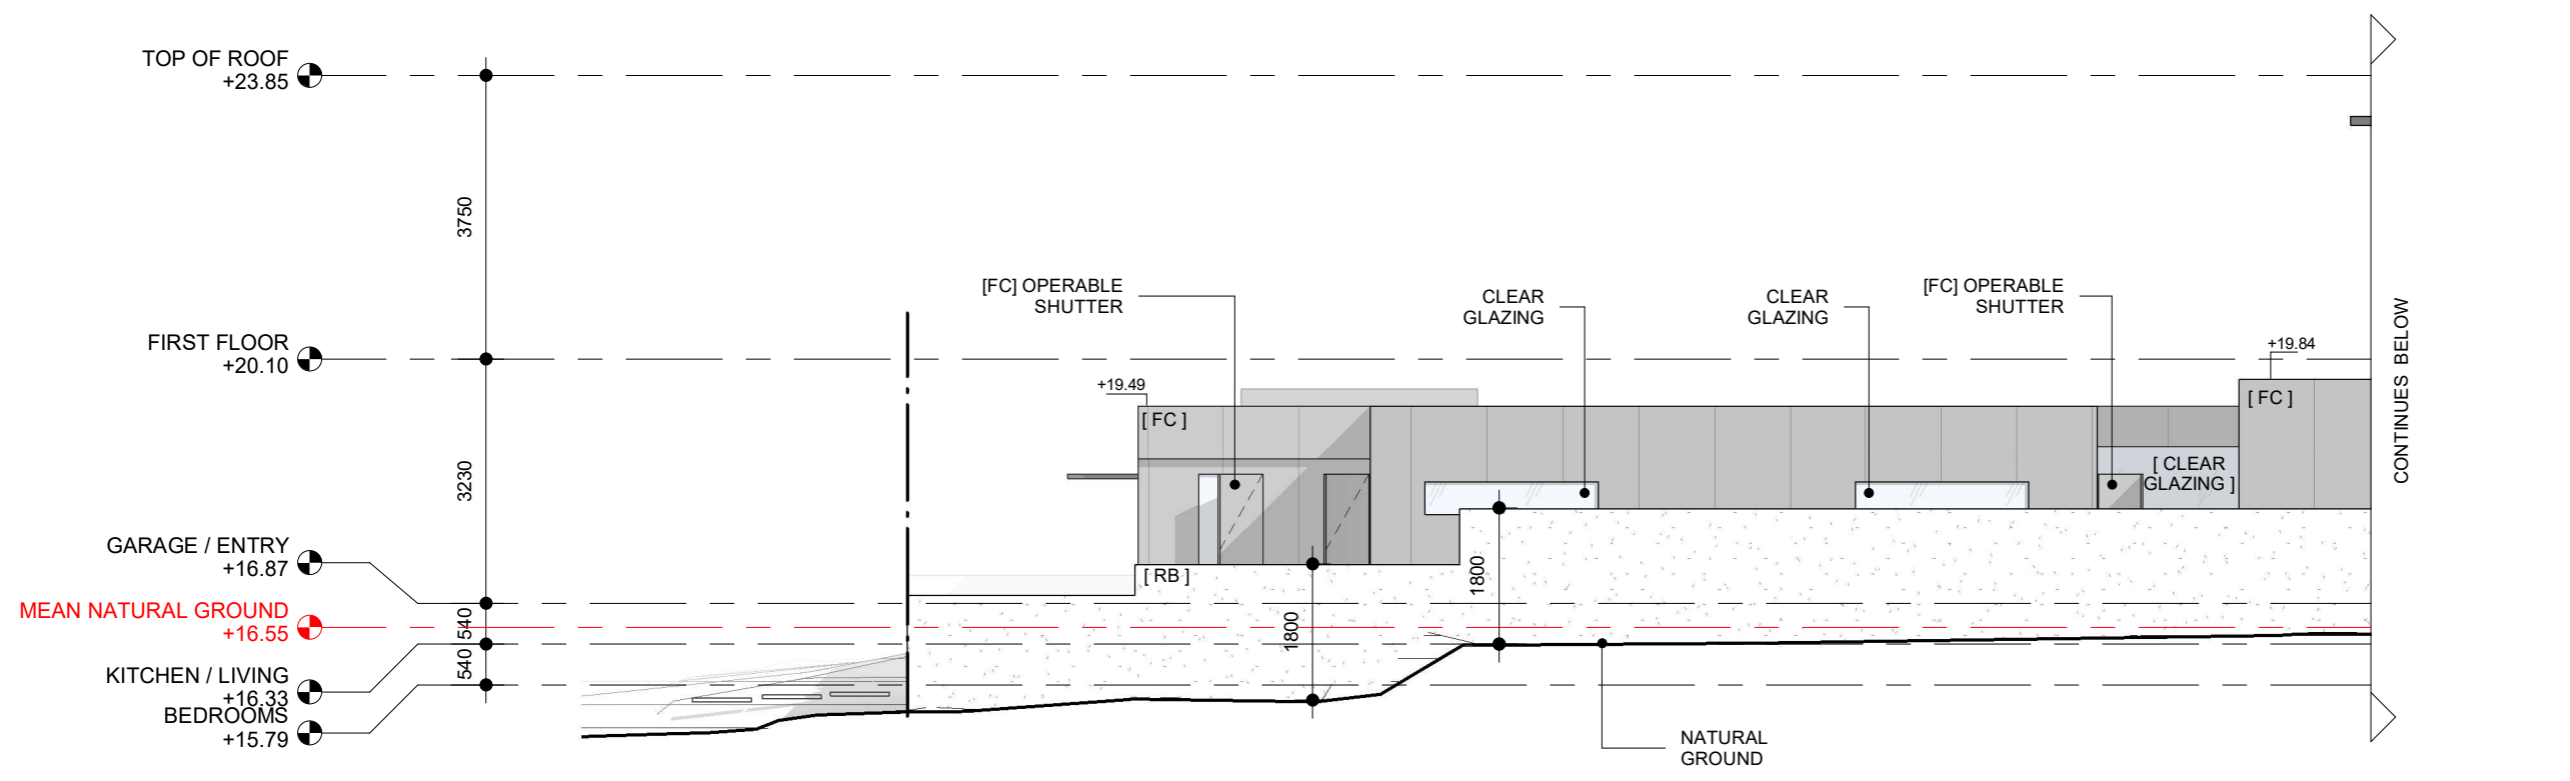 TOP OF ROOF
+23.85
3750
[FC] OPERABLE
SHUTTER
CLEAR
GLAZING
CLEAR
GLAZING
[FC] OPERABLE
SHUTTER
FIRST FLOOR
+20.10
+19.84
+19.49
[ FC ]
[ FC ]
CONTINUES BELOW
3230
[ CLEAR
GLAZING ]
GARAGE / ENTRY
+16.87
[ RB ]
1800
1800
MEAN NATURAL GROUND
+16.55
540
540
KITCHEN / LIVING
+16.33
BEDROOMS
+15.79
NATURAL
GROUND